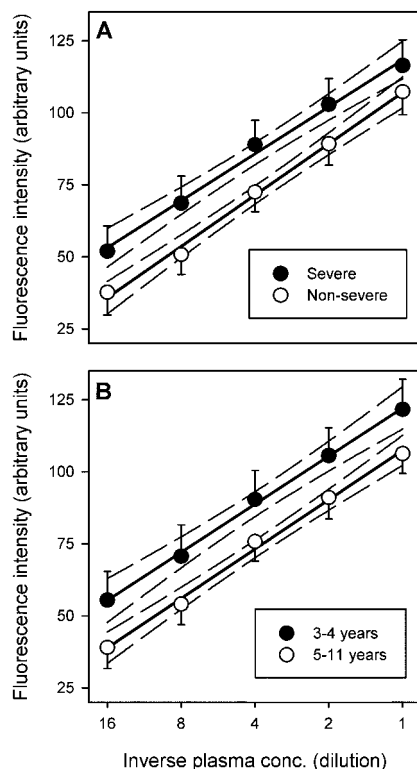 A
Fluorescence intensity (arbitrary units)
125
100
75
50
25
Severe
Non-severe
B
Fluorescence intensity (arbitrary units)
125
100
75
50
25
3-4 years
5-11 years
16 8 4 2 1
Inverse plasma conc. (dilution)